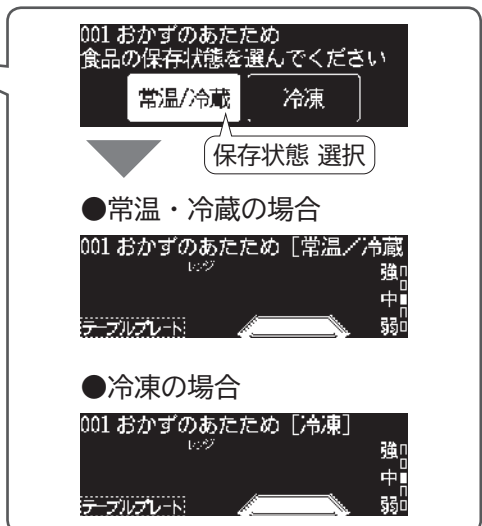 001 おかずのあたため
食品の保存状態を選んでください
常温/冷蔵 冷凍
保存状態 選択
●常温・冷蔵の場合
001 おかずのあたため [常温／冷蔵
レンジ
強
中
テーブルプレート 弱
●冷凍の場合
001 おかずのあたため [冷凍]
レンジ
強
中
テーブルプレート 弱